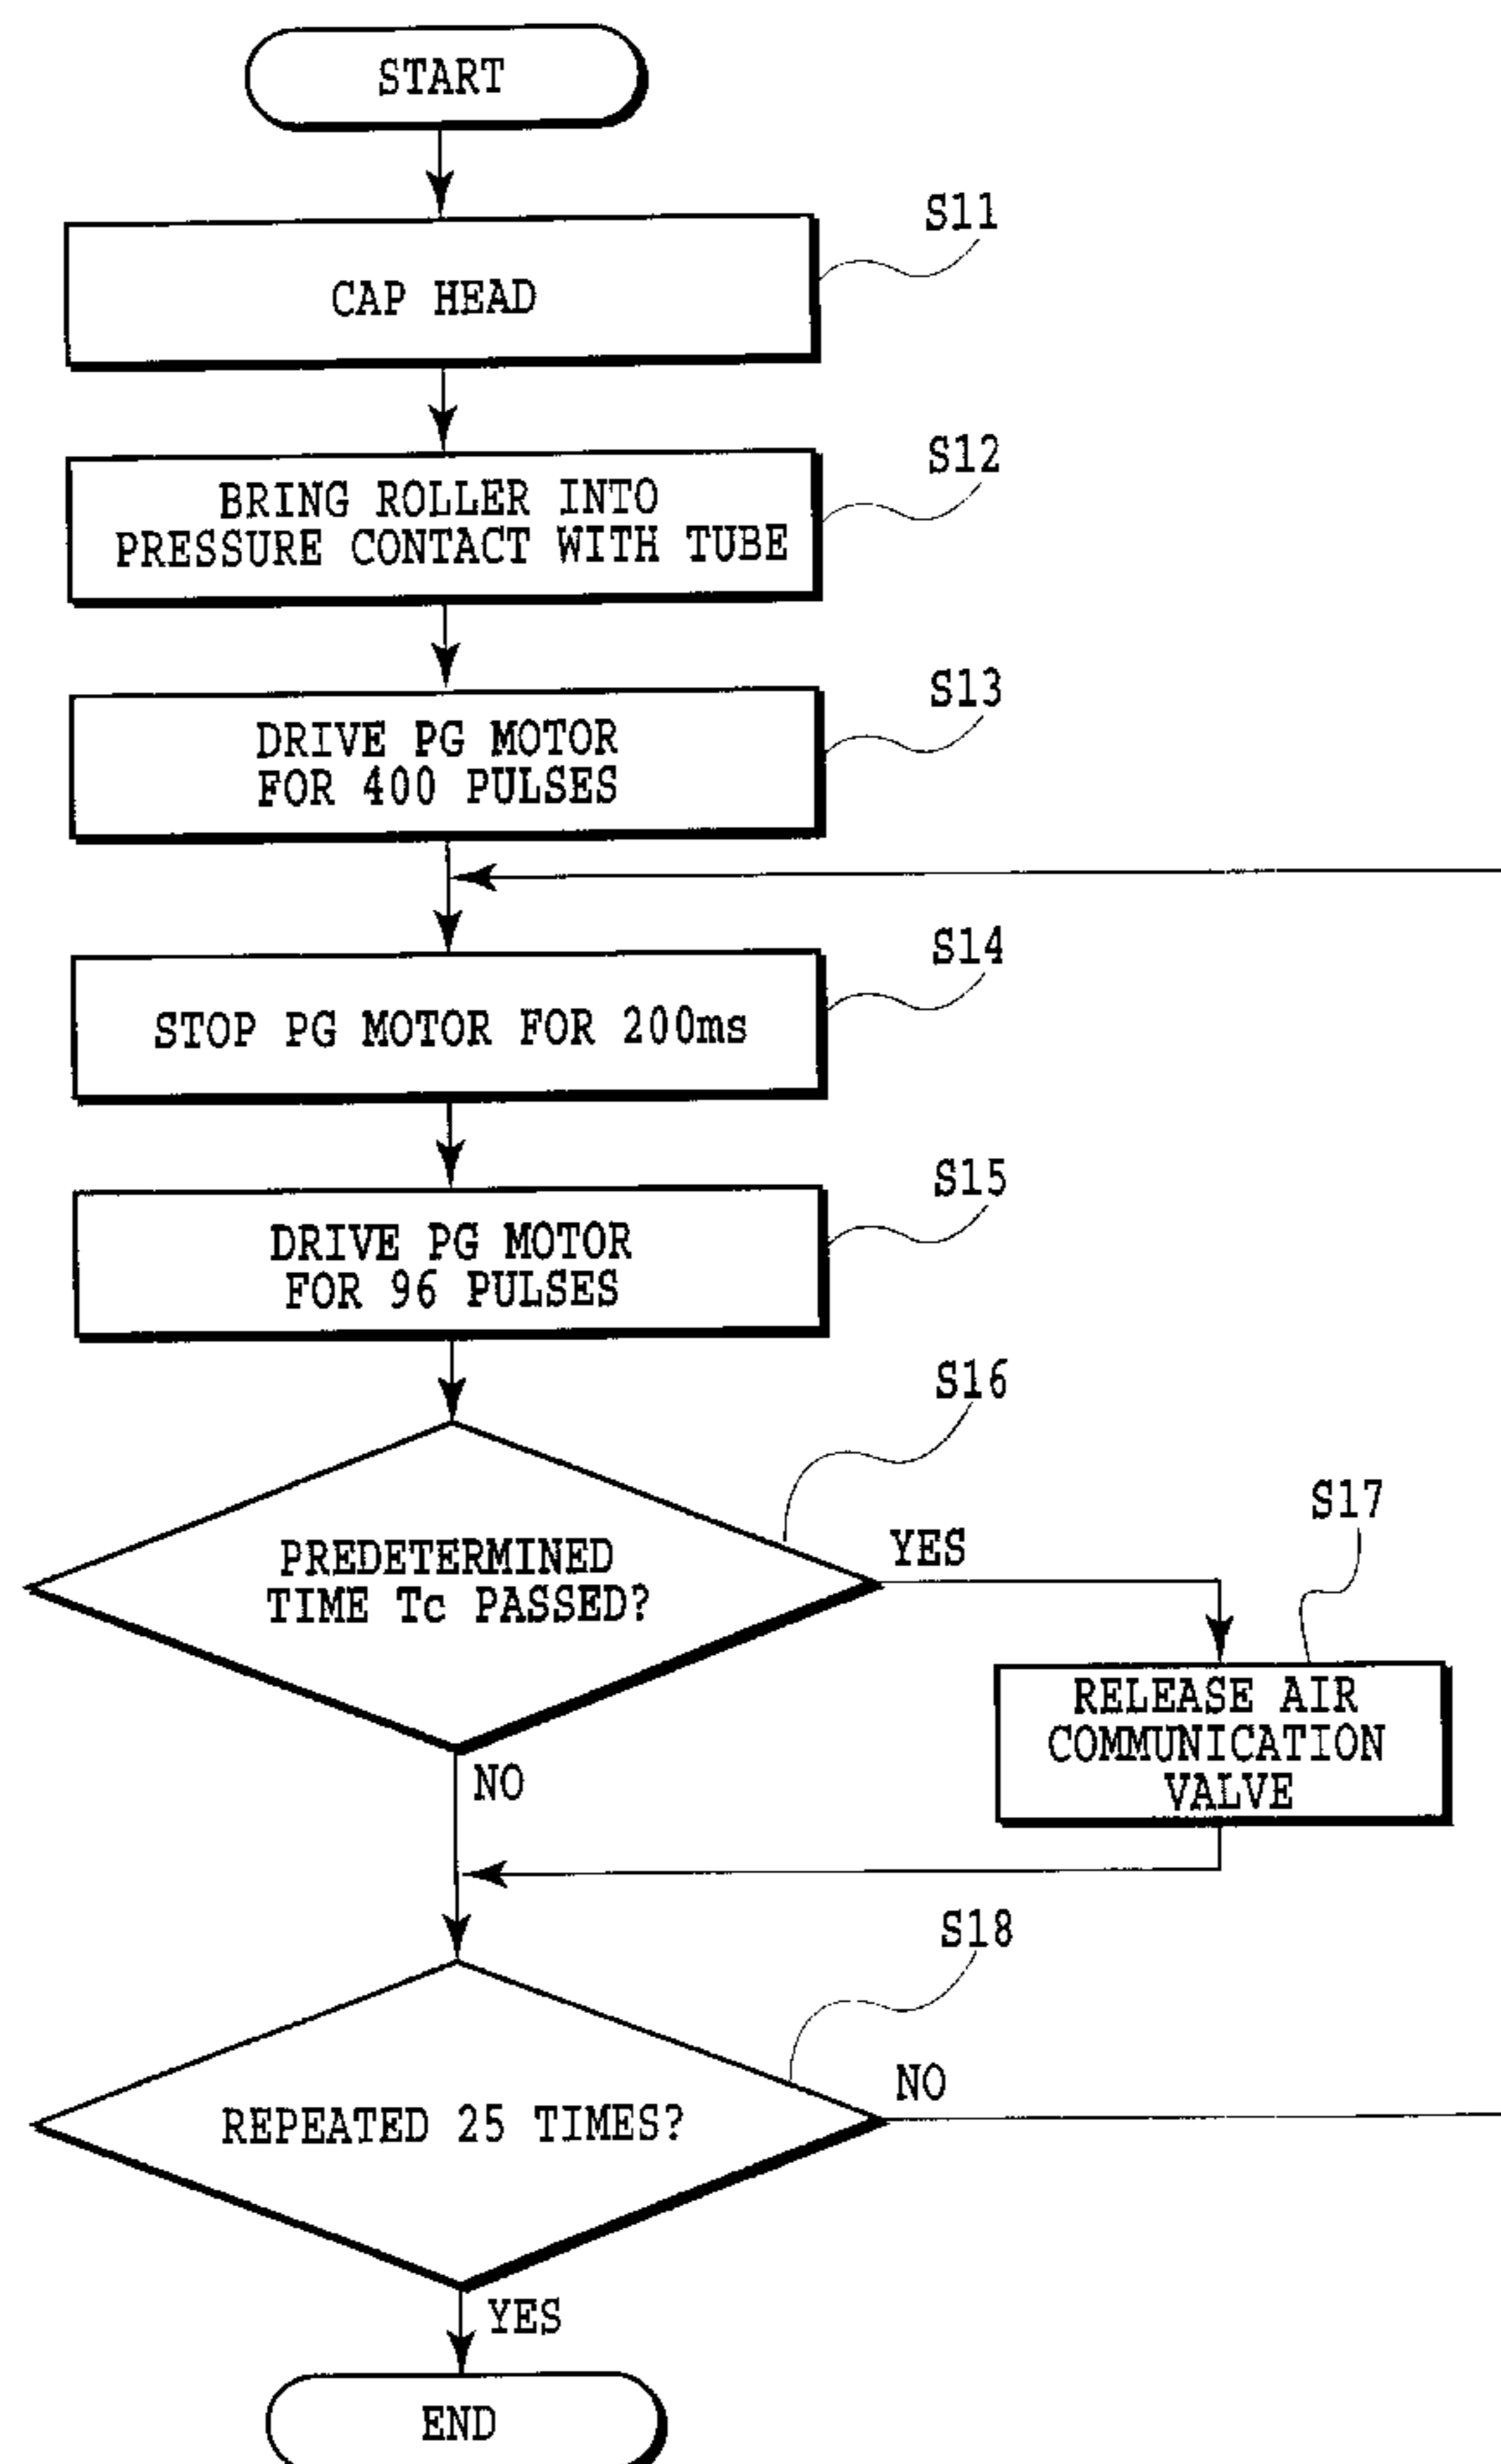 START
S11
CAP HEAD
S12
BRING ROLLER INTO
PRESSURE CONTACT WITH TUBE
S13
DRIVE PG MOTOR
FOR 400 PULSES
S14
STOP PG MOTOR FOR 200ms
S15
DRIVE PG MOTOR
FOR 96 PULSES
S16
PREDETERMINED
TIME Tc PASSED?
YES
S17
RELEASE AIR
COMMUNICATION
VALVE
NO
S18
REPEATED 25 TIMES?
NO
YES
END